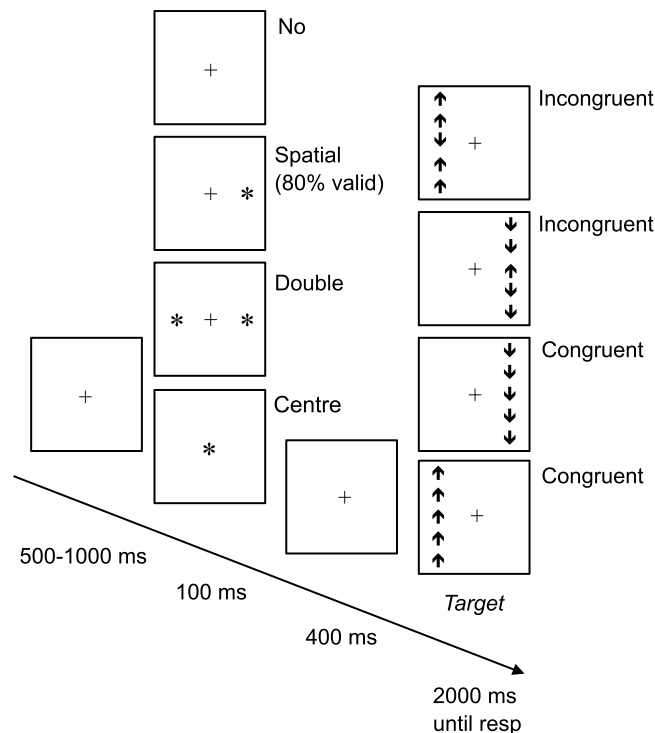 No
Spatial
(80% valid)
Double
Centre
Incongruent
Incongruent
Congruent
Congruent
500-1000 ms
100 ms
400 ms
Target
2000 ms
until resp